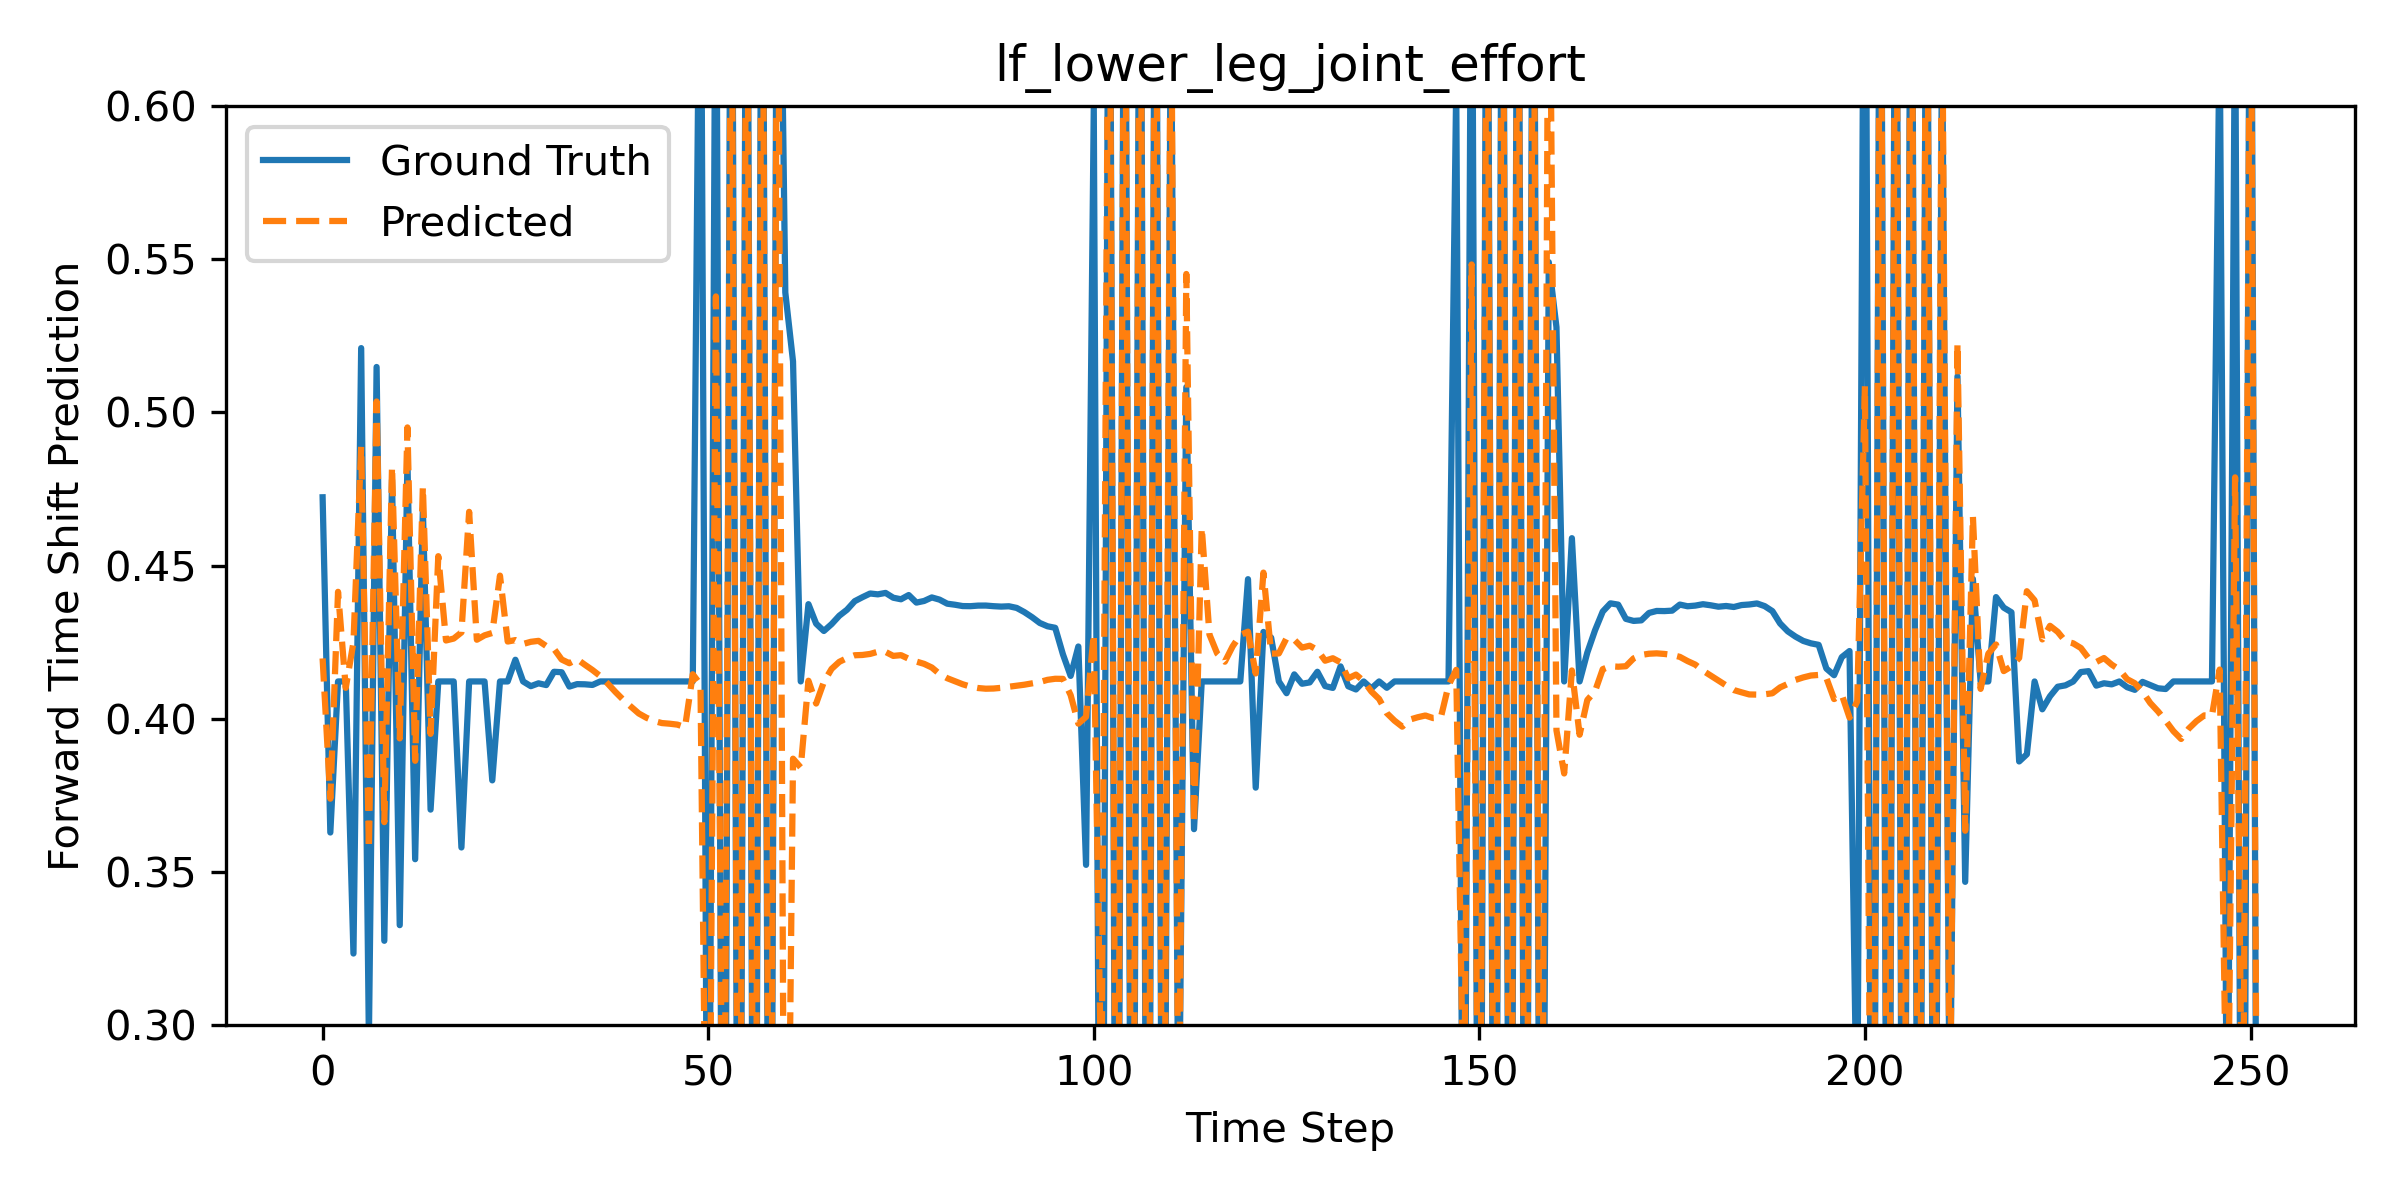 lf_lower_leg_joint_effort
Ground Truth
Predicted
Forward Time Shift Prediction
0.60
0.55
0.50
0.45
0.40
0.35
0.30
0 50 100 150 200 250
Time Step